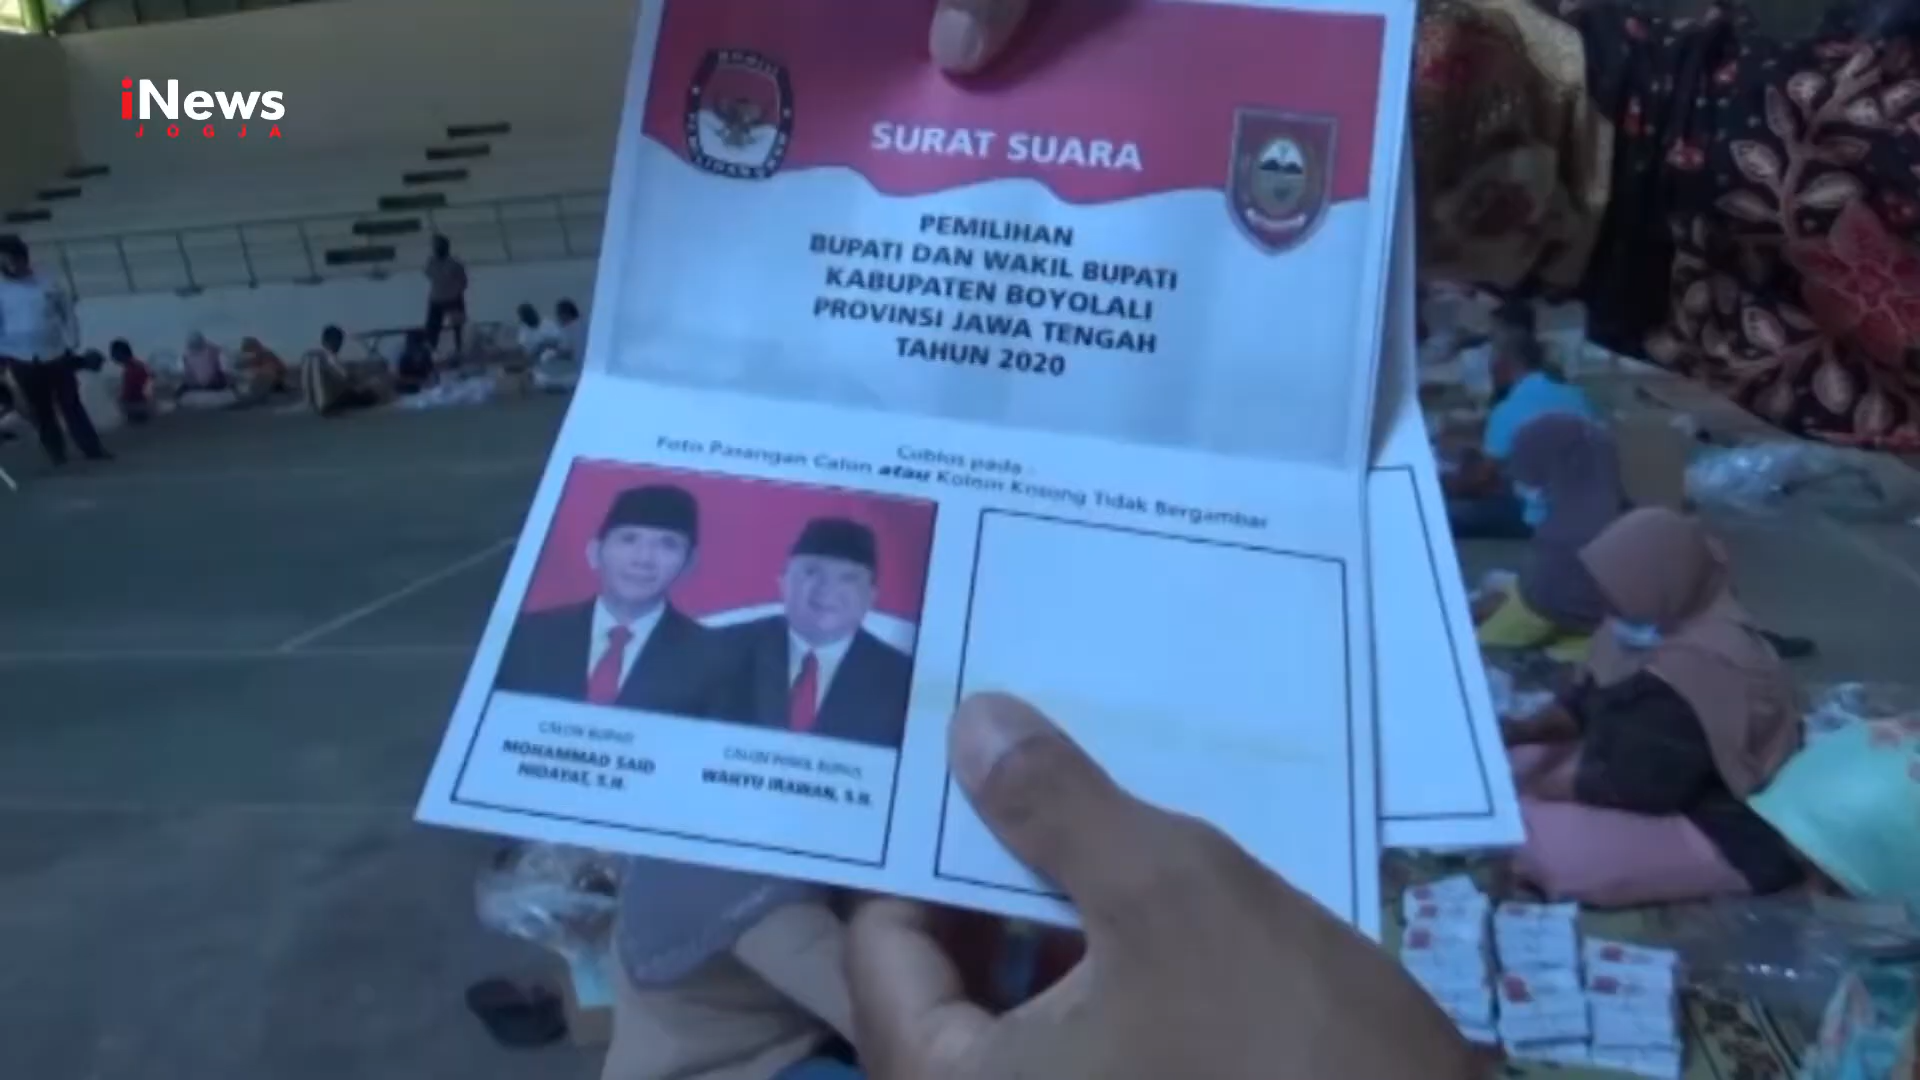 iNews
JOGJA
SURAT SUARA
PEMILIHAN
BUPATI DAN WAKIL BUPATI
KABUPATEN BOYOLALI
PROVINSI JAWA TENGAH
TAHUN 2020
Coblos pada :
Foto Pasangan Calon atau Kolom Kosong Tidak Bergambar
CALON BUPATI
MOHAMMAD SAID
HIDAYAT, S.H.
CALON WAKIL BUPATI
WAHYU IRAWAN, S.H.